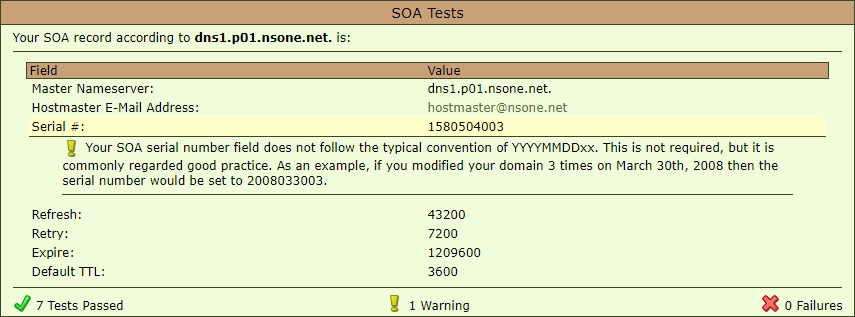 SOA Tests
Your SOA record according to dns1.p01.nsone.net. is:
Field Value
Master Nameserver: dns1.p01.nsone.net.
Hostmaster E-Mail Address: hostmaster@nsone.net
Serial #: 1580504003
Your SOA serial number field does not follow the typical convention of YYYYMMDDxx. This is not required, but it is
commonly regarded good practice. As an example, if you modified your domain 3 times on March 30th, 2008 then the
serial number would be set to 2008033003.
Refresh: 43200
Retry: 7200
Expire: 1209600
Default TTL: 3600
7 Tests Passed 1 Warning 0 Failures